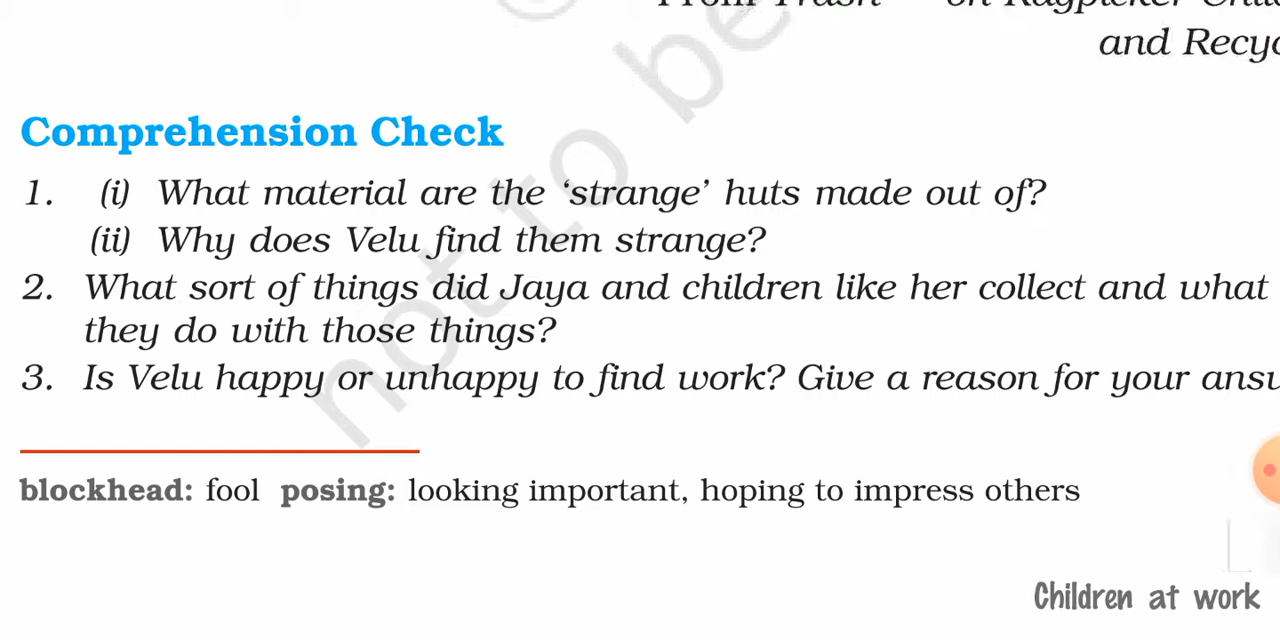 and
Comprehension Check
1. (i) What material are the ‘strange’ huts made out of?
(ii) Why does Velu find them strange?
2. What sort of things did Jaya and children like her collect and what
they do with those things?
3. Is Velu happy or unhappy to find work? Give a reason for your
blockhead: fool posing: looking important, hoping to impress others
Children at work
not to be